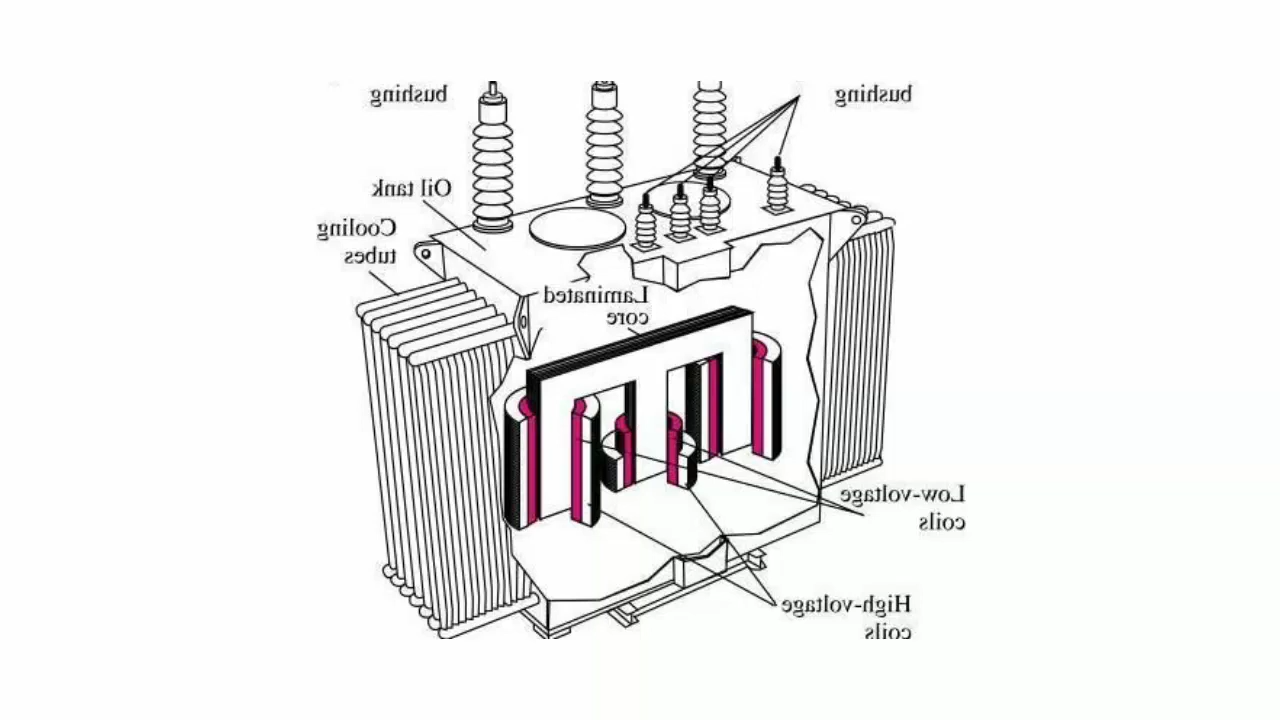 bushing
bushing
Oil tank
Cooling
tubes
Laminated
core
Low-voltage
coils
High-voltage
coils